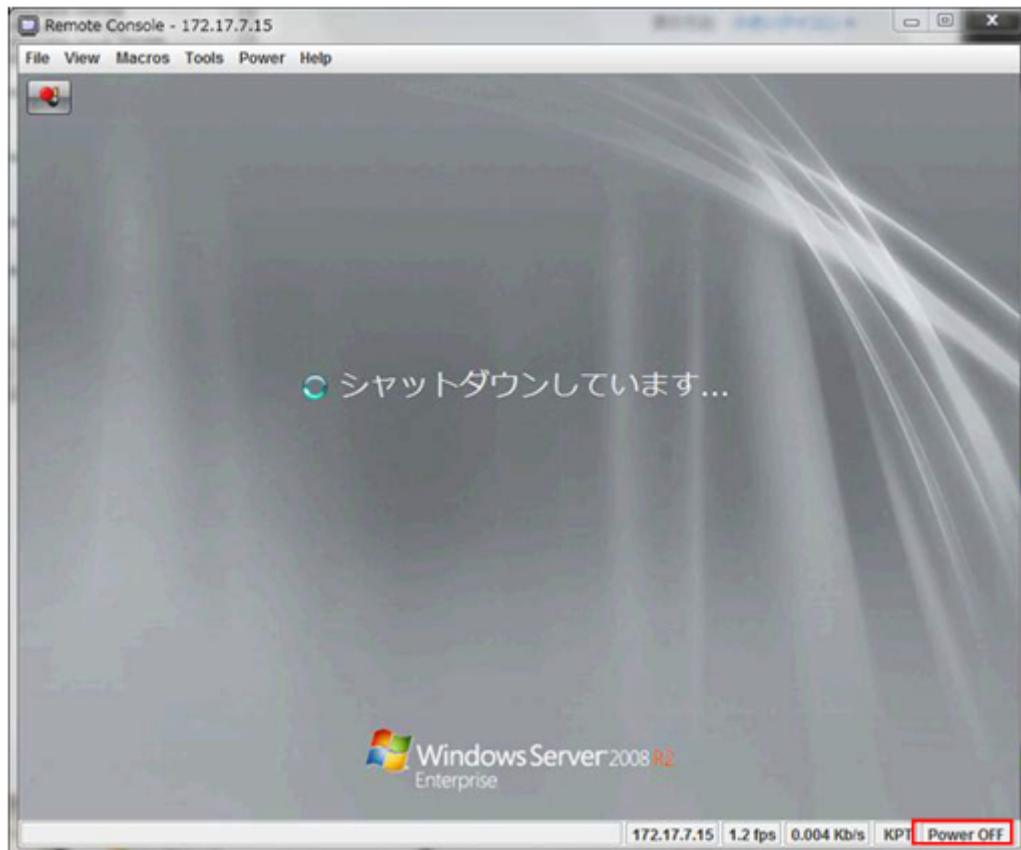 Remote Console - 172.17.7.15
File View Macros Tools Power Help
シャットダウンしています...
Windows Server 2008 R2
Enterprise
172.17.7.15 1.2 fps 0.004 Kb/s KPT Power OFF